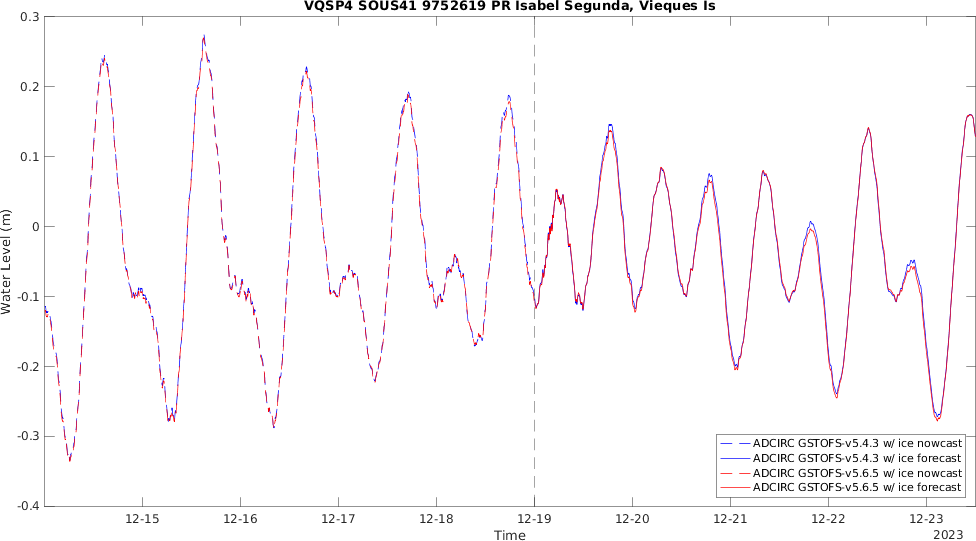 VQSP4 SOUS41 9752619 PR Isabel Segunda, Vieques Is
0.3
0.2
0.1
0
-0.1
-0.2
-0.3
-0.4
Water Level (m)
12-15 12-16 12-17 12-18 12-19 12-20 12-21 12-22 12-23
Time
2023
ADCIRC GSTOFS-v5.4.3 w/ ice nowcast
ADCIRC GSTOFS-v5.4.3 w/ ice forecast
ADCIRC GSTOFS-v5.6.5 w/ ice nowcast
ADCIRC GSTOFS-v5.6.5 w/ ice forecast